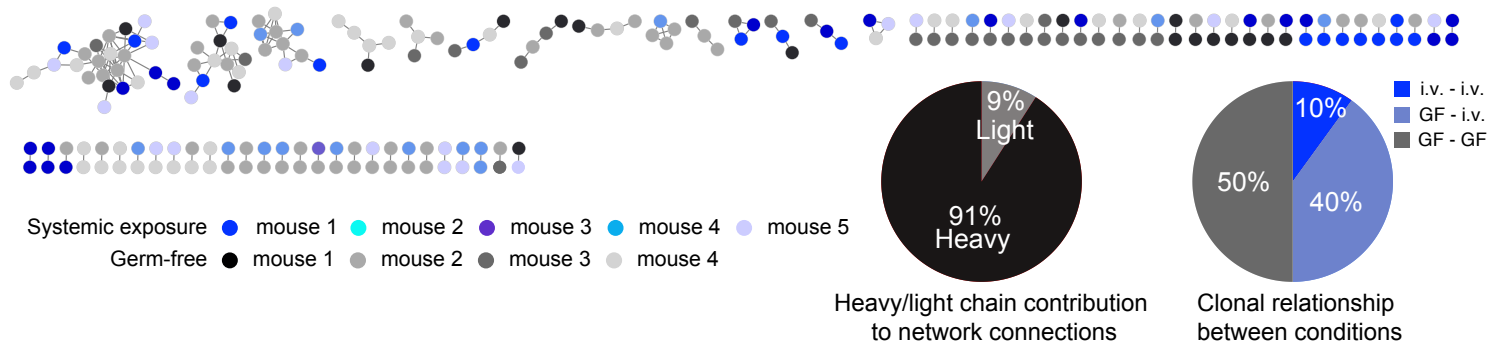 9%
Light
91%
Heavy
Heavy/light chain contribution
to network connections
10%
40%
50%
Clonal relationship
between conditions
i.v. - i.v.
GF - i.v.
GF - GF
Systemic exposure mouse 1 mouse 2 mouse 3 mouse 4 mouse 5
Germ-free mouse 1 mouse 2 mouse 3 mouse 4